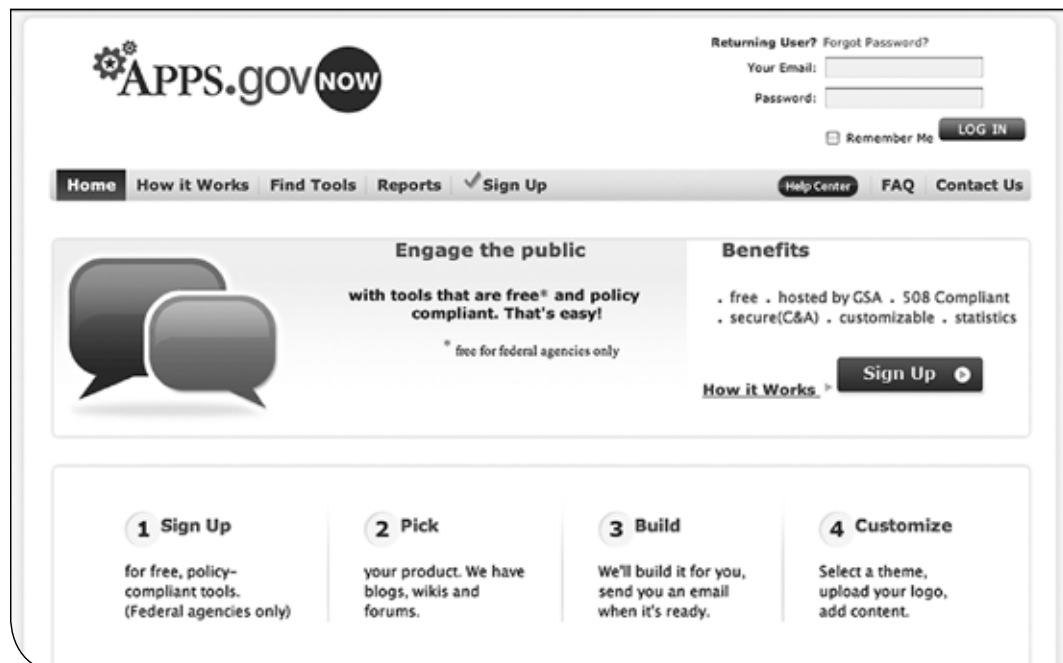 APPS.gov NOW
Returning User? Forgot Password?
Your Email:
Password:
Remember Me LOG IN
Home How it Works Find Tools Reports Sign Up Help Center FAQ Contact Us
Engage the public
with tools that are free* and policy
compliant. That's easy!
* free for federal agencies only
Benefits
. free . hosted by GSA . 508 Compliant
. secure(C&A) . customizable . statistics
How it Works Sign Up
1 Sign Up
for free, policy-
compliant tools.
(Federal agencies only)
2 Pick
your product. We have
blogs, wikis and
forums.
3 Build
We'll build it for you,
send you an email
when it's ready.
4 Customize
Select a theme,
upload your logo,
add content.